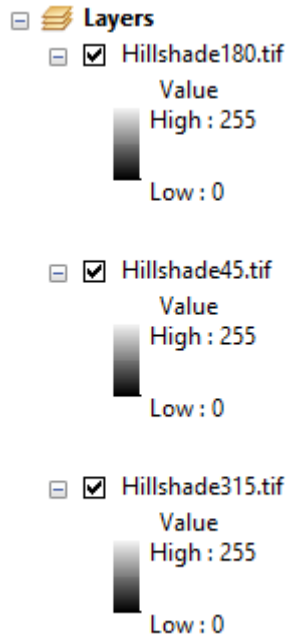 Layers
Hillshade180.tif
Value
High : 255
Low : 0
Hillshade45.tif
Value
High : 255
Low : 0
Hillshade315.tif
Value
High : 255
Low : 0